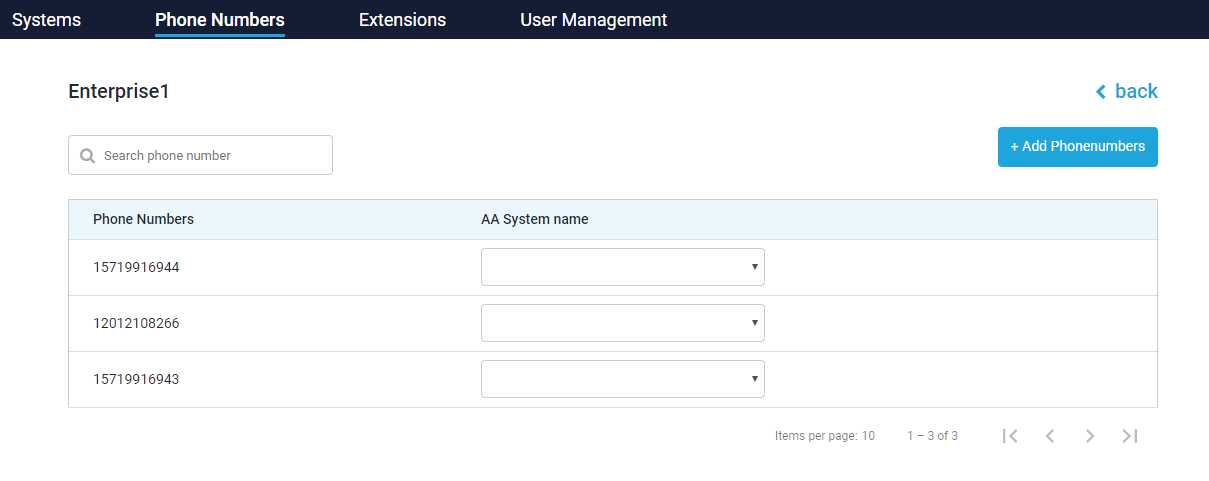 Systems Phone Numbers Extensions User Management
Enterprise1 back
Search phone number + Add Phonenumbers
Phone Numbers AA System name
15719916944
12012108266
15719916943
Items per page: 10 1 – 3 of 3